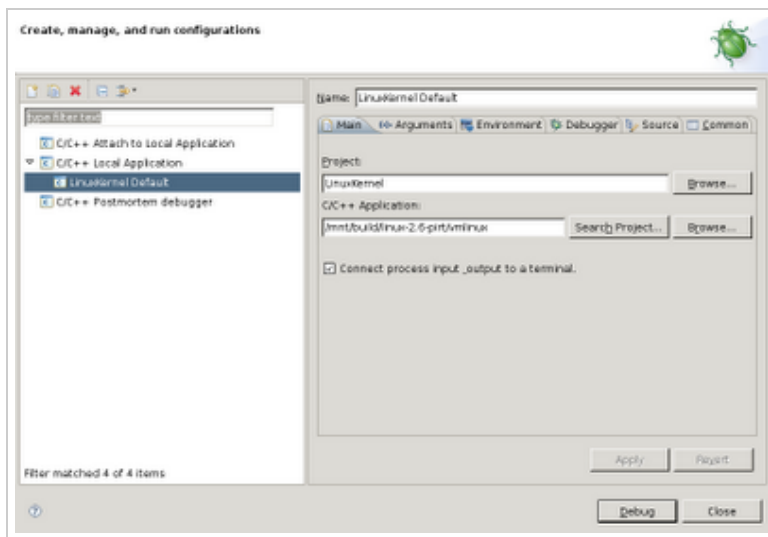 Create, manage, and run configurations
type filter text
C/C++ Attach to Local Application
C/C++ Local Application
LinuxKernel Default
C/C++ Postmortem debugger
Filter matched 4 of 4 items
Name: LinuxKernel Default
Main Arguments Environment Debugger Source Common
Project:
LinuxKernel Browse...
C/C++ Application:
/mnt/build/linux-2.6-pirt/vmlinux Search Project... Browse...
Connect process input _output to a terminal.
Apply Revert
Debug Close